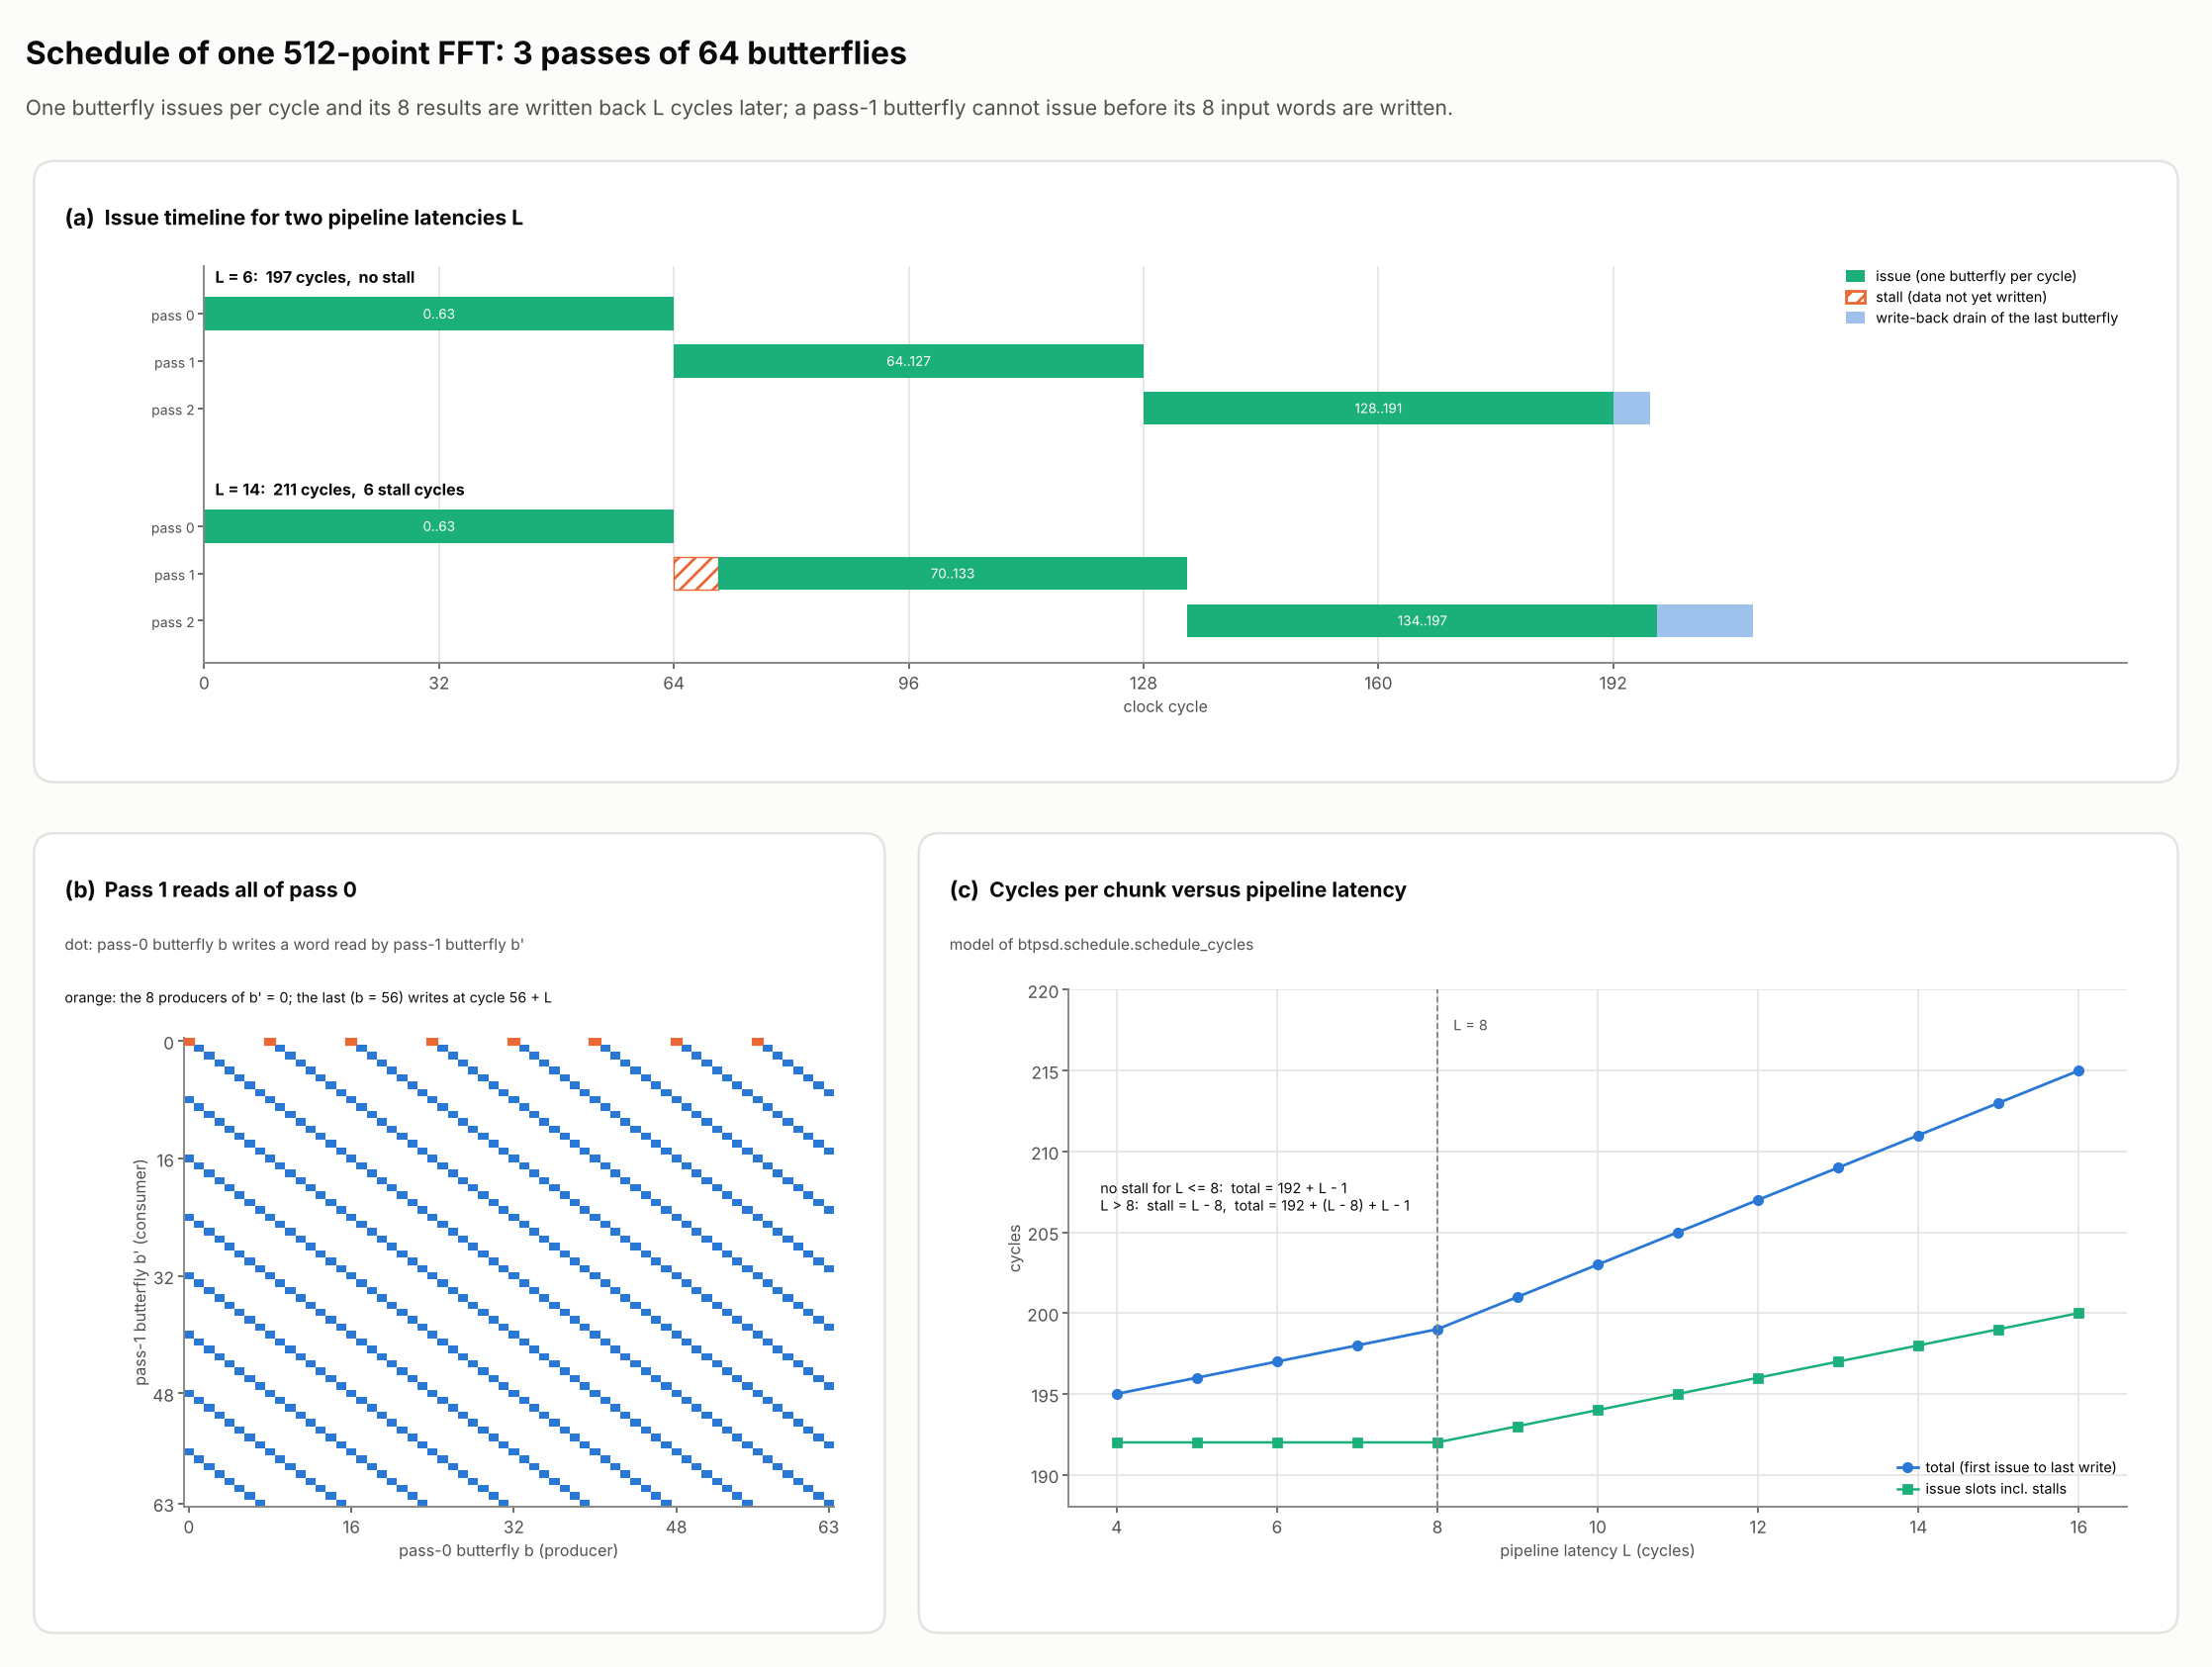 Schedule of one 512-point FFT: 3 passes of 64 butterflies
One butterfly issues per cycle and its 8 results are written back L cycles later; a pass-1 butterfly cannot issue before its 8 input words are written.
(a) Issue timeline for two pipeline latencies L
L = 6: 197 cycles, no stall
pass 0
0..63
pass 1
64..127
pass 2
128..191
L = 14: 211 cycles, 6 stall cycles
pass 0
0..63
pass 1
70..133
pass 2
134..197
0 32 64 96 128 160 192
clock cycle
issue (one butterfly per cycle)
stall (data not yet written)
write-back drain of the last butterfly
(b) Pass 1 reads all of pass 0
dot: pass-0 butterfly b writes a word read by pass-1 butterfly b'
orange: the 8 producers of b' = 0; the last (b = 56) writes at cycle 56 + L
pass-1 butterfly b' (consumer)
0
16
32
48
63
0 16 32 48 63
pass-0 butterfly b (producer)
(c) Cycles per chunk versus pipeline latency
model of btpsd.schedule.schedule_cycles
cycles
220
215
210
205
200
195
190
L = 8
no stall for L <= 8: total = 192 + L - 1
L > 8: stall = L - 8, total = 192 + (L - 8) + L - 1
total (first issue to last write)
issue slots incl. stalls
4 6 8 10 12 14 16
pipeline latency L (cycles)